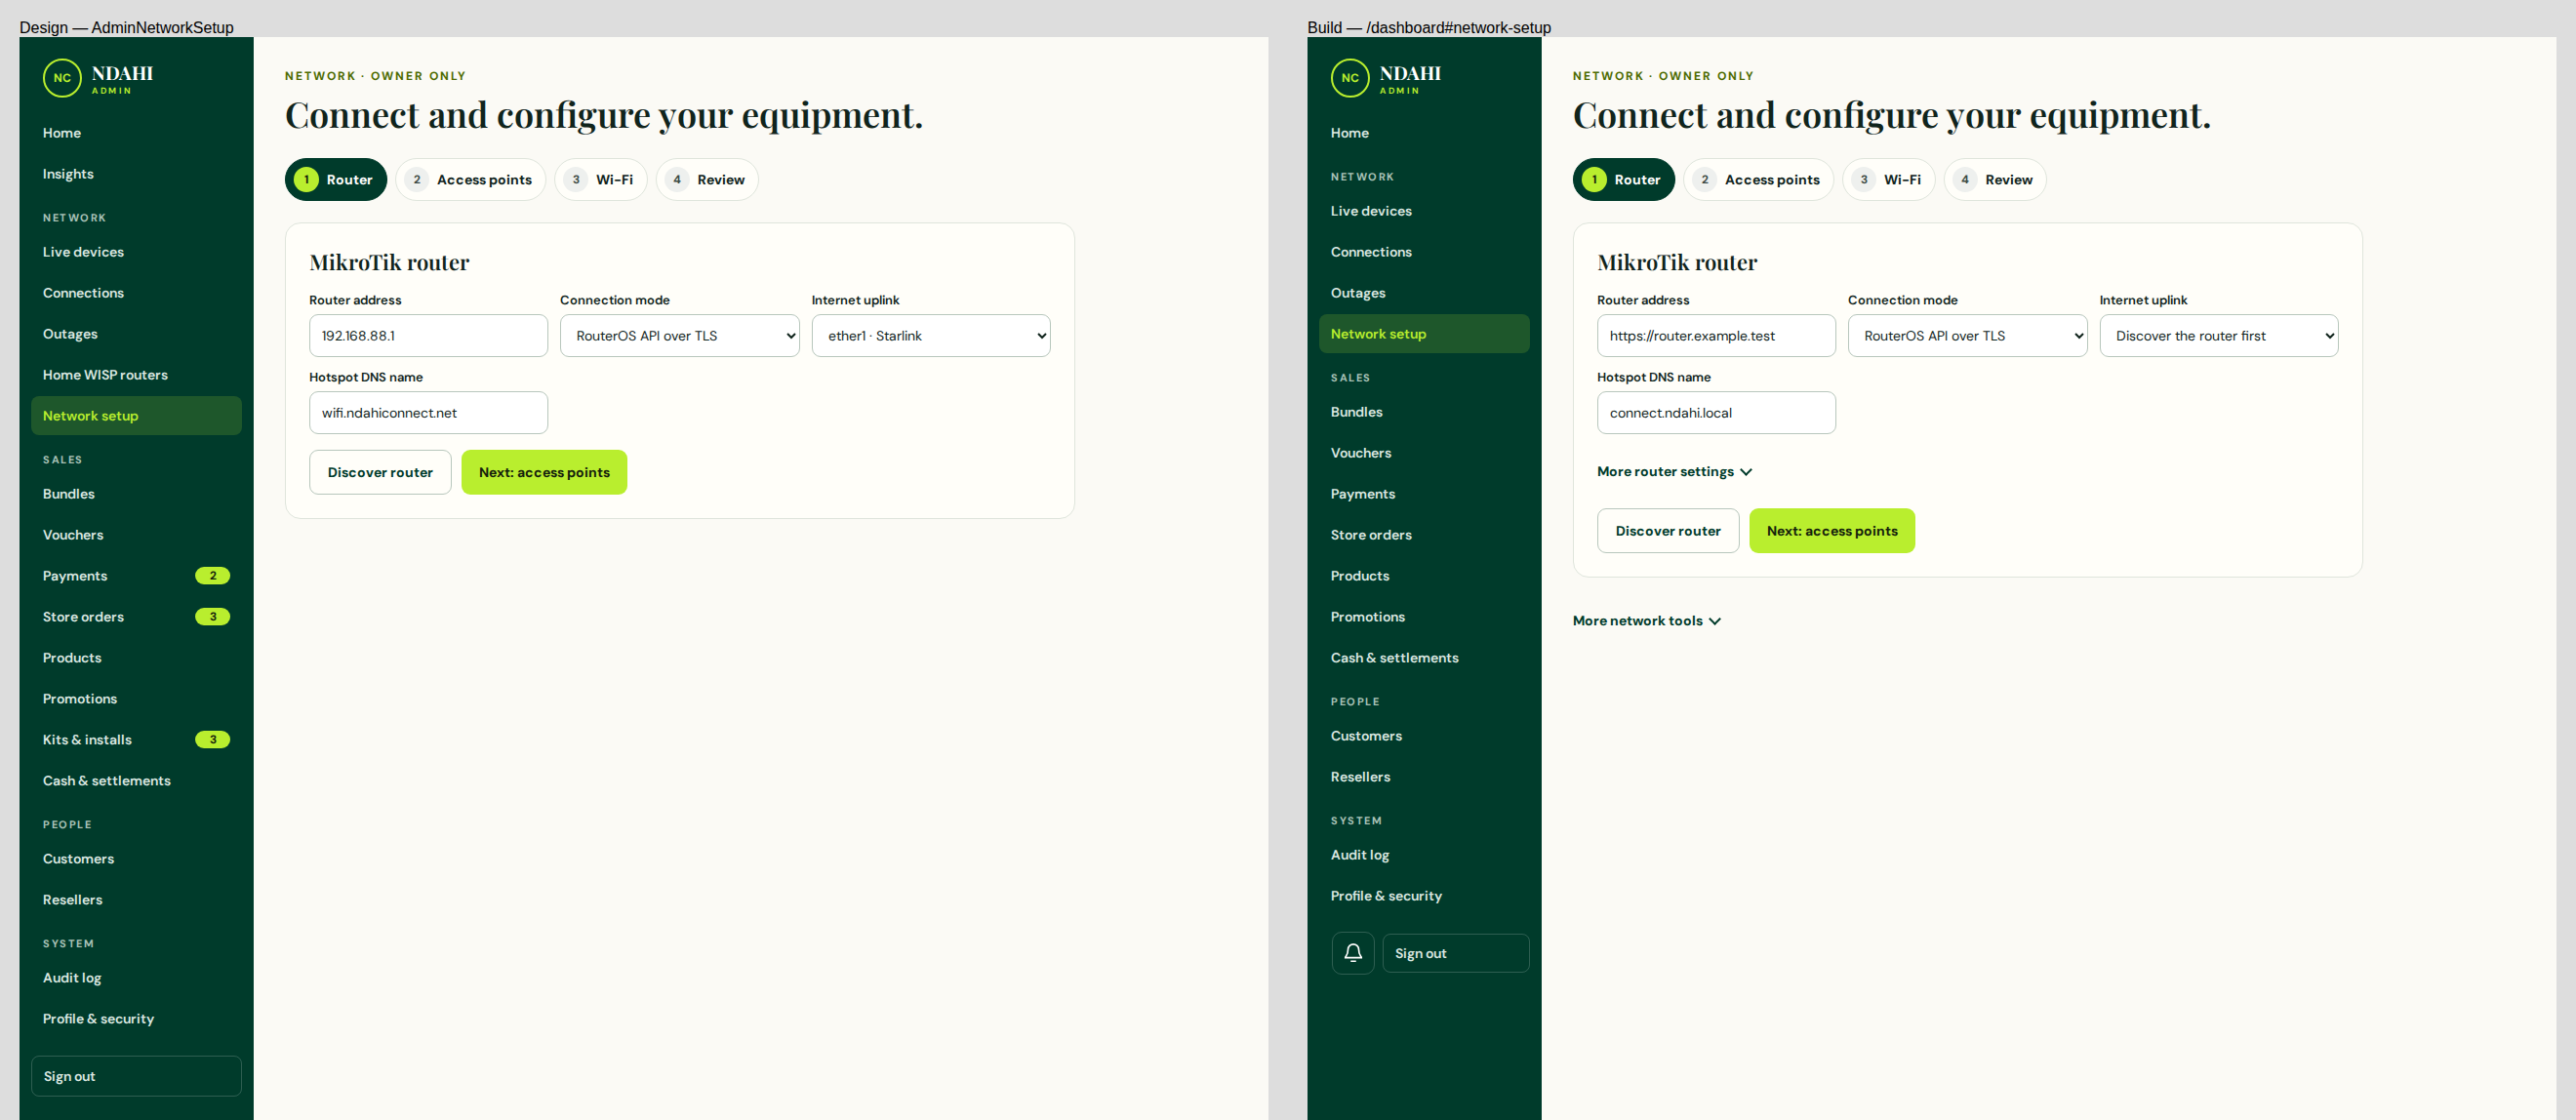 Design — AdminNetworkSetup
NC
NDAHI
ADMIN
Home
Insights
NETWORK
Live devices
Connections
Outages
Home WISP routers
Network setup
SALES
Bundles
Vouchers
Payments 2
Store orders 3
Products
Promotions
Kits & installs 3
Cash & settlements
PEOPLE
Customers
Resellers
SYSTEM
Audit log
Profile & security
Sign out
NETWORK · OWNER ONLY
Connect and configure your equipment.
1 Router 2 Access points 3 Wi-Fi 4 Review
MikroTik router
Router address Connection mode Internet uplink
192.168.88.1 RouterOS API over TLS ether1 · Starlink
Hotspot DNS name
wifi.ndahiconnect.net
Discover router Next: access points
Build — /dashboard#network-setup
NC
NDAHI
ADMIN
Home
NETWORK
Live devices
Connections
Outages
Network setup
SALES
Bundles
Vouchers
Payments
Store orders
Products
Promotions
Cash & settlements
PEOPLE
Customers
Resellers
SYSTEM
Audit log
Profile & security
Sign out
NETWORK · OWNER ONLY
Connect and configure your equipment.
1 Router 2 Access points 3 Wi-Fi 4 Review
MikroTik router
Router address Connection mode Internet uplink
https://router.example.test RouterOS API over TLS Discover the router first
Hotspot DNS name
connect.ndahi.local
More router settings
Discover router Next: access points
More network tools